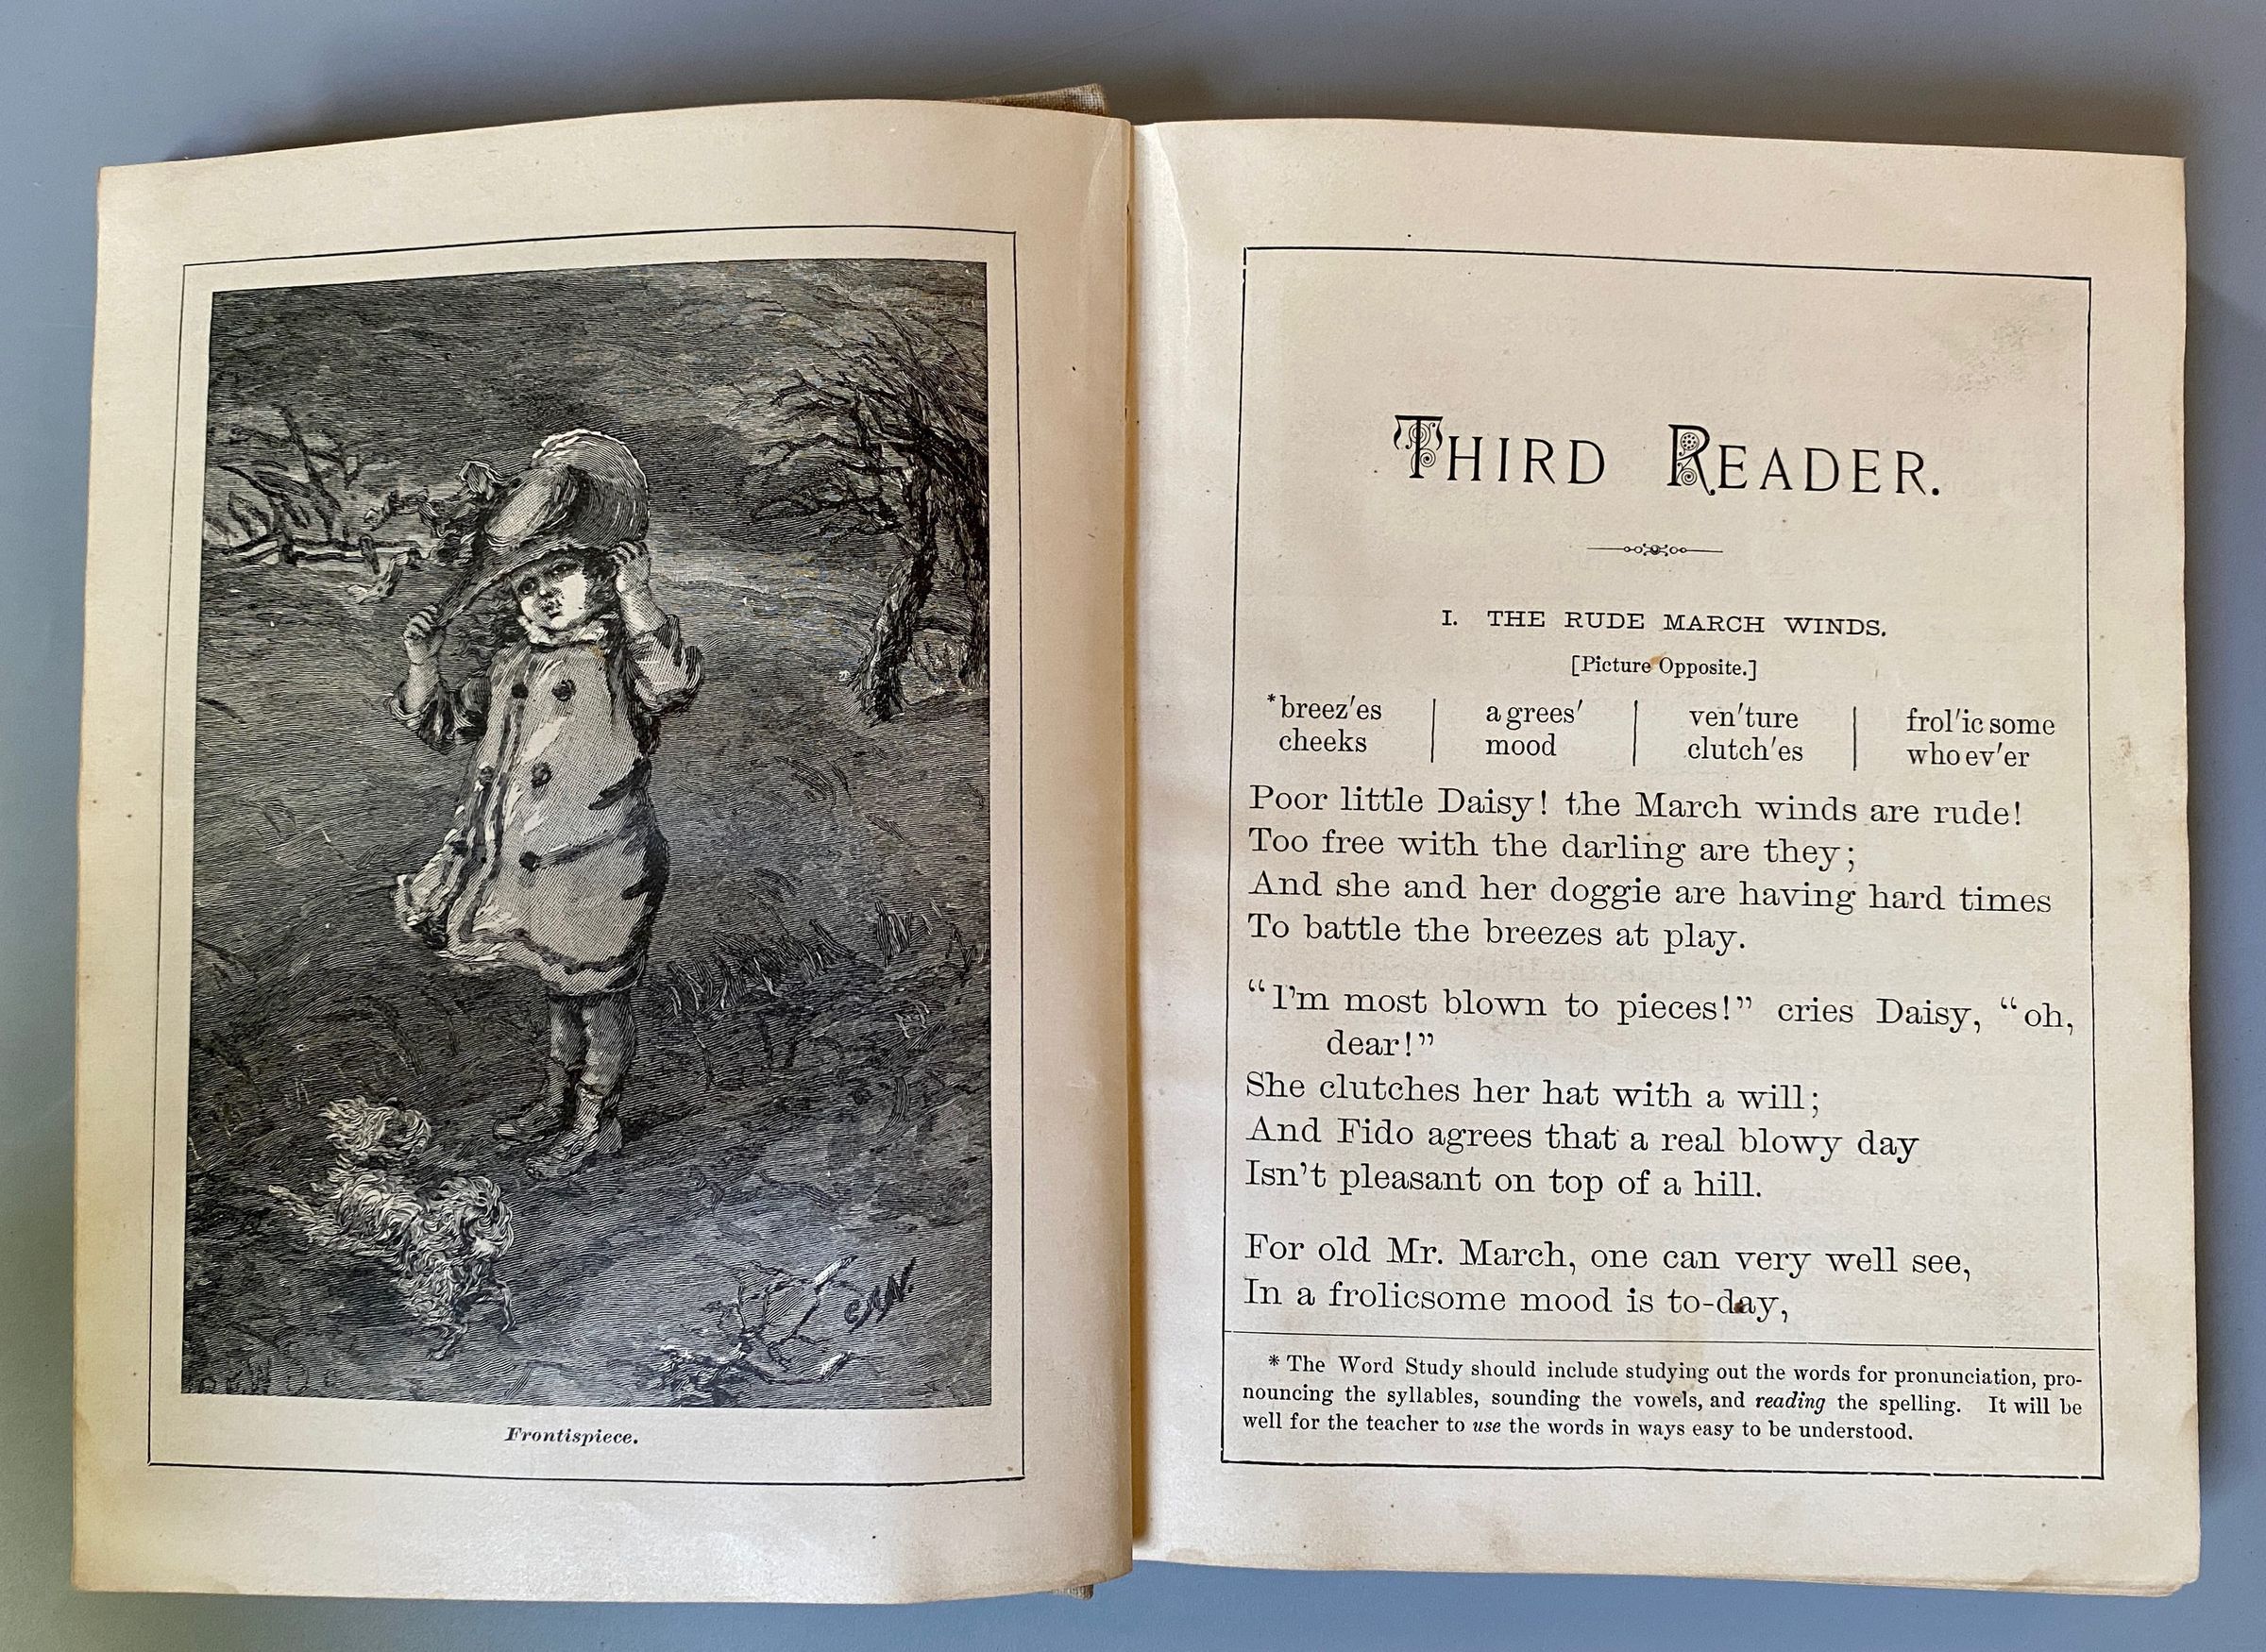 Frontispiece.
THIRD READER.
I. THE RUDE MARCH WINDS.
[Picture Opposite.]
*breez′es | a grees′ | ven′ture | frol′ic some
cheeks | mood | clutch′es | who ev′er
Poor little Daisy! the March winds are rude!
Too free with the darling are they;
And she and her doggie are having hard times
To battle the breezes at play.
“I’m most blown to pieces!” cries Daisy, “oh,
dear!”
She clutches her hat with a will;
And Fido agrees that a real blowy day
Isn’t pleasant on top of a hill.
For old Mr. March, one can very well see,
In a frolicsome mood is to-day,
* The Word Study should include studying out the words for pronunciation, pro-
nouncing the syllables, sounding the vowels, and reading the spelling. It will be
well for the teacher to use the words in ways easy to be understood.